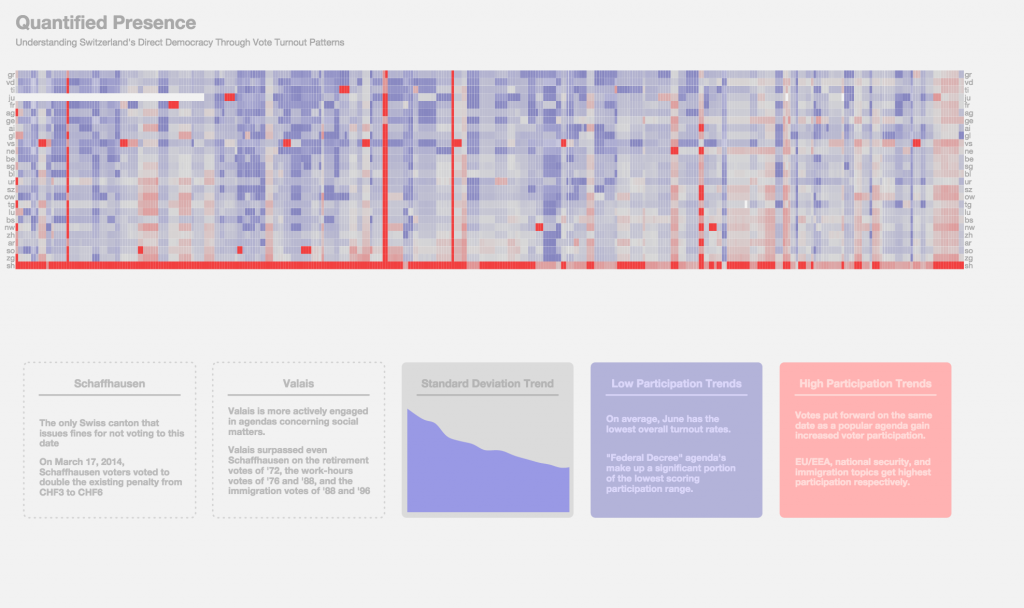 Quantified Presence
Understanding Switzerland's Direct Democracy Through Vote Turnout Patterns
gr gr
vd vd
ti ti
ju ju
fr fr
ag ag
ge ge
ai ai
gl gl
vs vs
ne ne
be be
sg sg
bl bl
ur ur
sz sz
ow ow
tg tg
lu lu
bs bs
nw nw
zh zh
ar ar
so so
zg zg
sh sh
Schaffhausen
The only Swiss canton that
issues fines for not voting to this
date
On March 17, 2014,
Schaffhausen voters voted to
double the existing penalty from
CHF3 to CHF6
Valais
Valais is more actively engaged
in agendas concerning social
matters.
Valais surpassed even
Schaffhausen on the retirement
votes of '72, the work-hours
votes of '76 and '88, and the
immigration votes of '88 and '96
Standard Deviation Trend
Low Participation Trends
On average, June has the
lowest overall turnout rates.
"Federal Decree" agenda's
make up a significant portion
of the lowest scoring
participation range.
High Participation Trends
Votes put forward on the same
date as a popular agenda gain
increased voter participation.
EU/EEA, national security, and
immigration topics get highest
participation respectively.